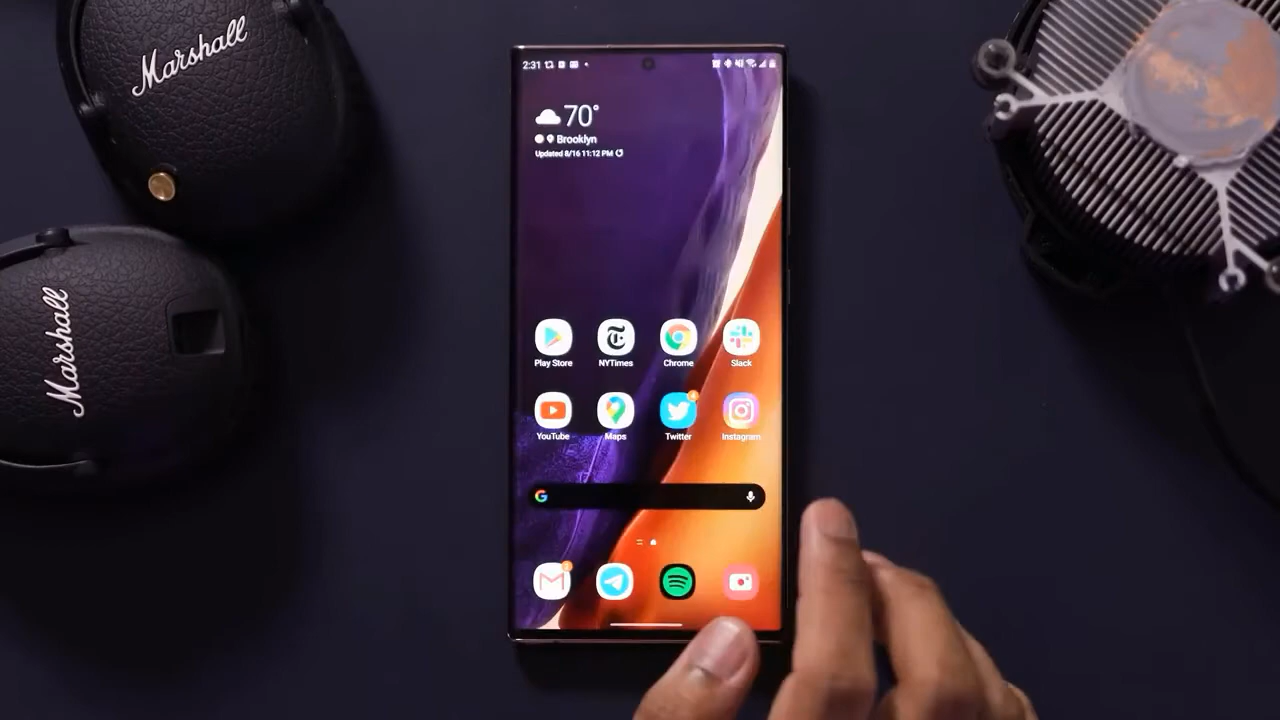 Marshall
Marshall
2:31
70°
Brooklyn
Updated 8/16 11:12 PM
Play Store
NYTimes
Chrome
Slack
YouTube
Maps
Twitter
Instagram